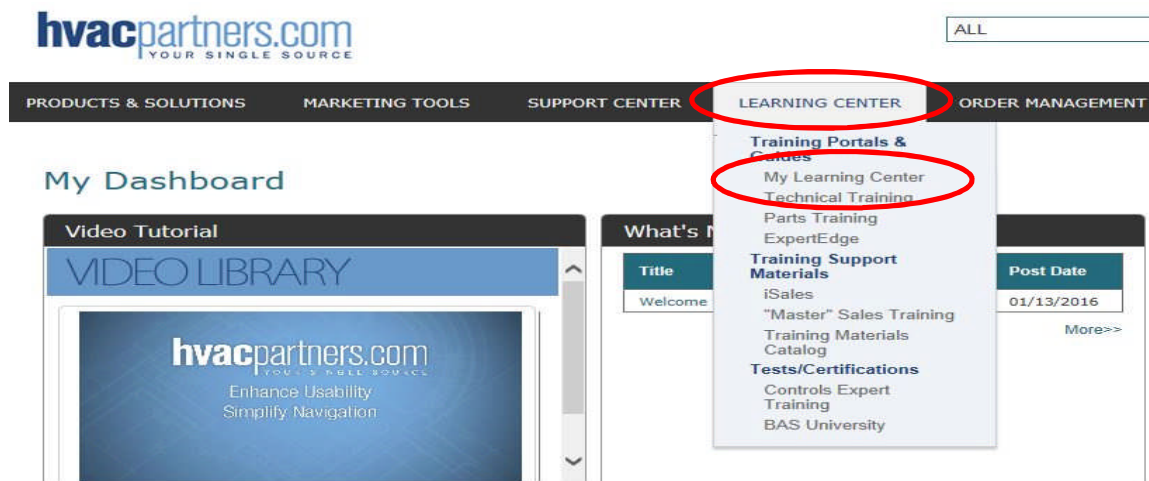 hvacpartners.com
YOUR SINGLE SOURCE
ALL
PRODUCTS & SOLUTIONS MARKETING TOOLS SUPPORT CENTER LEARNING CENTER ORDER MANAGEMENT
Training Portals &
Guides
My Learning Center
Technical Training
Parts Training
ExpertEdge
Training Support
Materials
iSales
"Master" Sales Training
Training Materials
Catalog
Tests/Certifications
Controls Expert
Training
BAS University
My Dashboard
Video Tutorial
VIDEO LIBRARY
hvacpartners.com
YOUR SINGLE SOURCE
Enhance Usability
Simplify Navigation
What's
Title Post Date
Welcome 01/13/2016
More>>